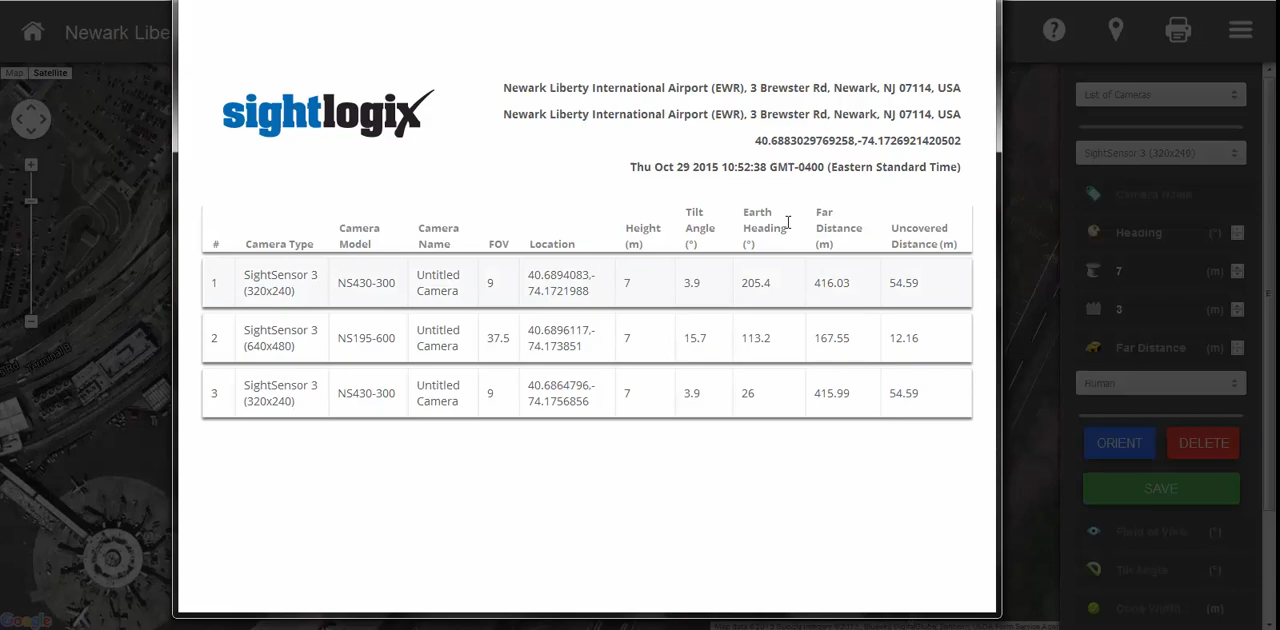 Newark Libe
Map Satellite
sightlogix
Newark Liberty International Airport (EWR), 3 Brewster Rd, Newark, NJ 07114, USA
Newark Liberty International Airport (EWR), 3 Brewster Rd, Newark, NJ 07114, USA
40.6883029769258,-74.1726921420502
Thu Oct 29 2015 10:52:38 GMT-0400 (Eastern Standard Time)
# Camera Type Camera Model Camera Name FOV Location Height (m) Tilt Angle (°) Earth Heading (°) Far Distance (m) Uncovered Distance (m)
1 SightSensor 3 (320x240) NS430-300 Untitled Camera 9 40.6894083,-74.1721988 7 3.9 205.4 416.03 54.59
2 SightSensor 3 (640x480) NS195-600 Untitled Camera 37.5 40.6896117,-74.173851 7 15.7 113.2 167.55 12.16
3 SightSensor 3 (320x240) NS430-300 Untitled Camera 9 40.6864796,-74.1756856 7 3.9 26 415.99 54.59
List of Cameras
SightSensor 3 (320x240)
Camera Name
Heading (°)
7 (m)
3 (m)
Far Distance (m)
Human
ORIENT DELETE
SAVE
Field of View (°)
Tilt Angle (°)
(m)
Terminal B
Google